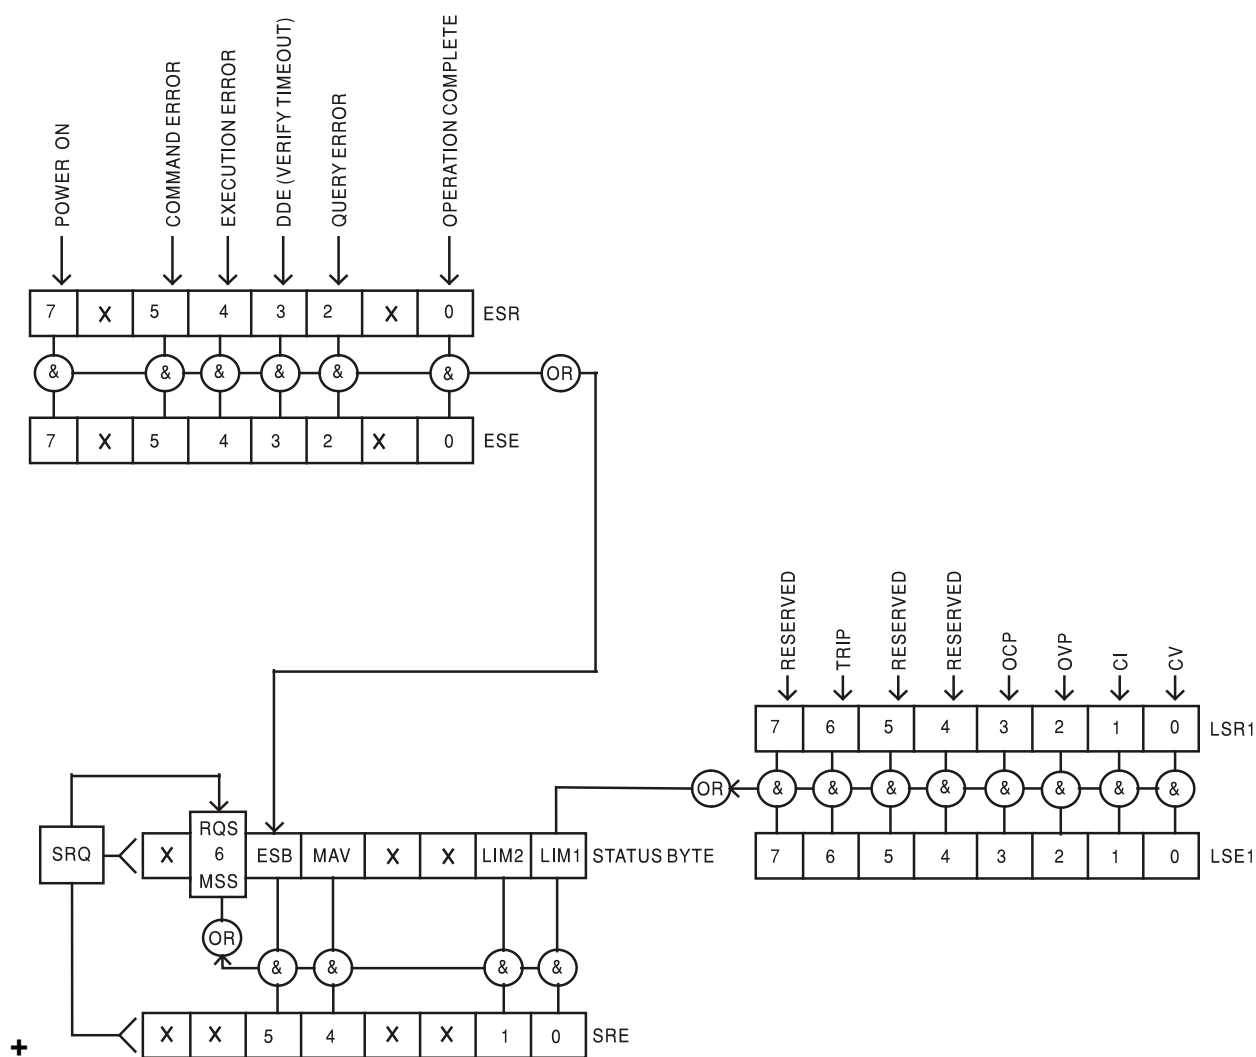 POWER ON
COMMAND ERROR
EXECUTION ERROR
DDE (VERIFY TIMEOUT)
QUERY ERROR
OPERATION COMPLETE
7 X 5 4 3 2 X 0 ESR
& & & & & & OR
7 X 5 4 3 2 X 0 ESE
RESERVED
TRIP
RESERVED
RESERVED
OCP
OVP
CI
CV
7 6 5 4 3 2 1 0 LSR1
OR & & & & & & & &
7 6 5 4 3 2 1 0 LSE1
SRQ
X RQS 6 MSS ESB MAV X X LIM2 LIM1 STATUS BYTE
OR
& & & &
X X 5 4 X X 1 0 SRE
+